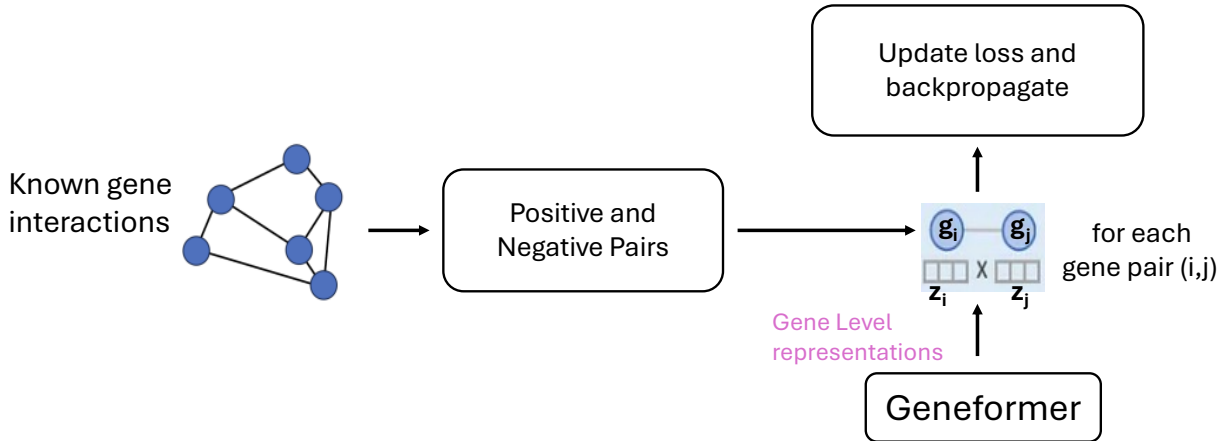 Known gene
interactions
Positive and
Negative Pairs
Update loss and
backpropagate
gi gj
X
zi zj
for each
gene pair (i,j)
Gene Level
representations
Geneformer